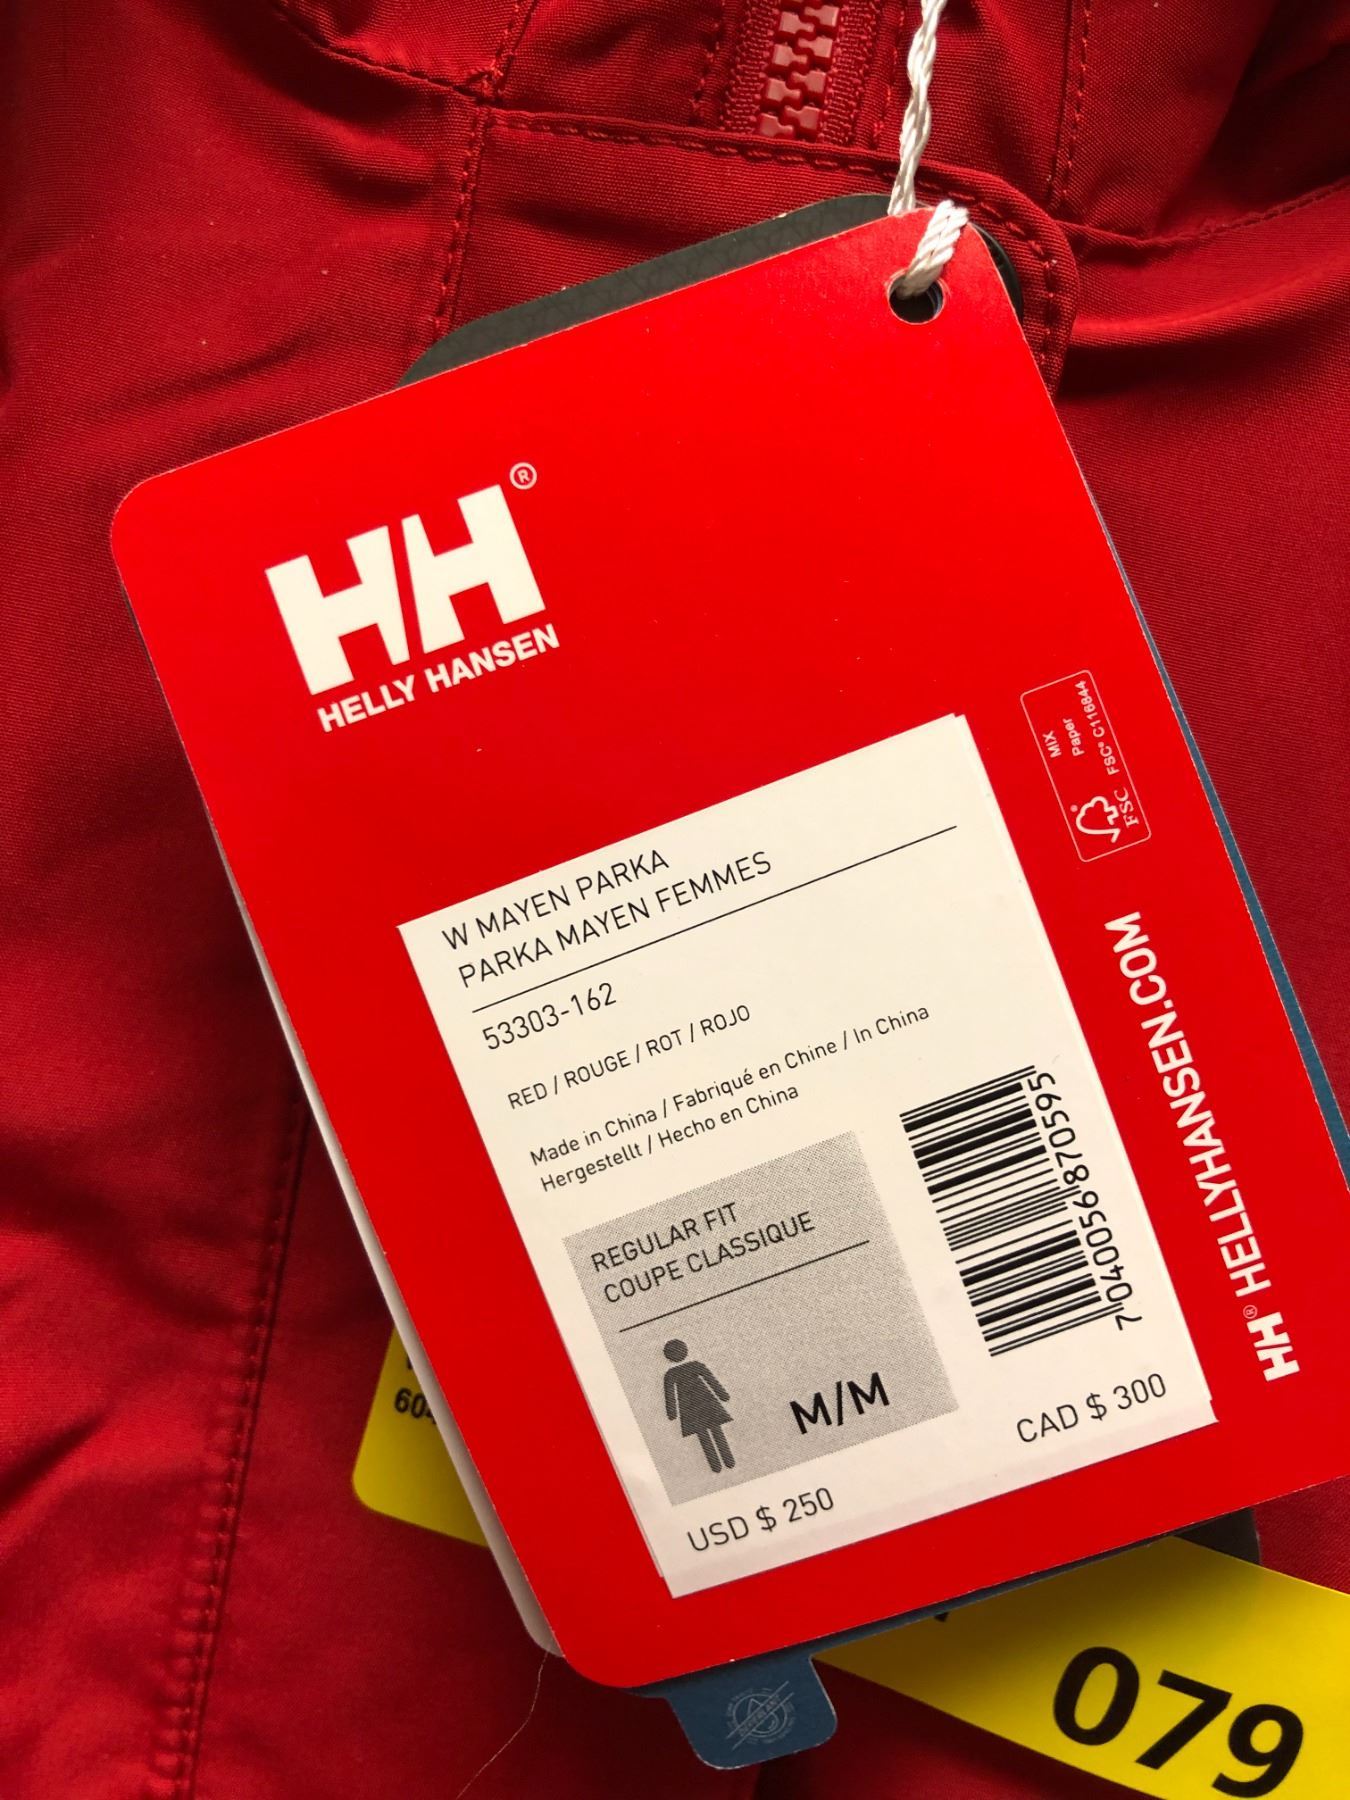 HH®
HELLY HANSEN
MIX
Paper
FSC® C116844
FSC
W MAYEN PARKA
PARKA MAYEN FEMMES
53303-162
RED / ROUGE / ROT / ROJO
Made in China / Fabriqué en Chine / In China
Hergestellt / Hecho en China
REGULAR FIT
COUPE CLASSIQUE
M/M
7040056870595
USD $ 250
CAD $ 300
HH® HELLYHANSEN.COM
604
079